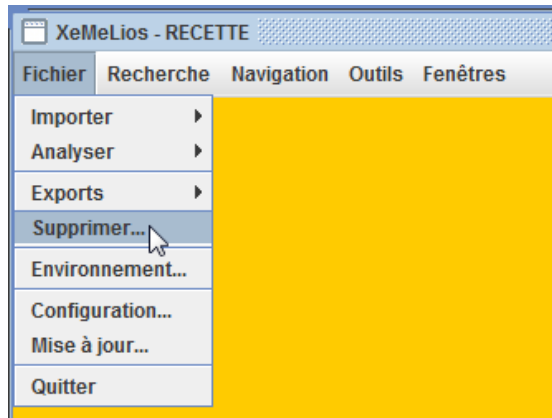 XeMeLios - RECETTE
Fichier Recherche Navigation Outils Fenêtres
Importer
Analyser
Exports
Supprimer...
Environnement...
Configuration...
Mise à jour...
Quitter